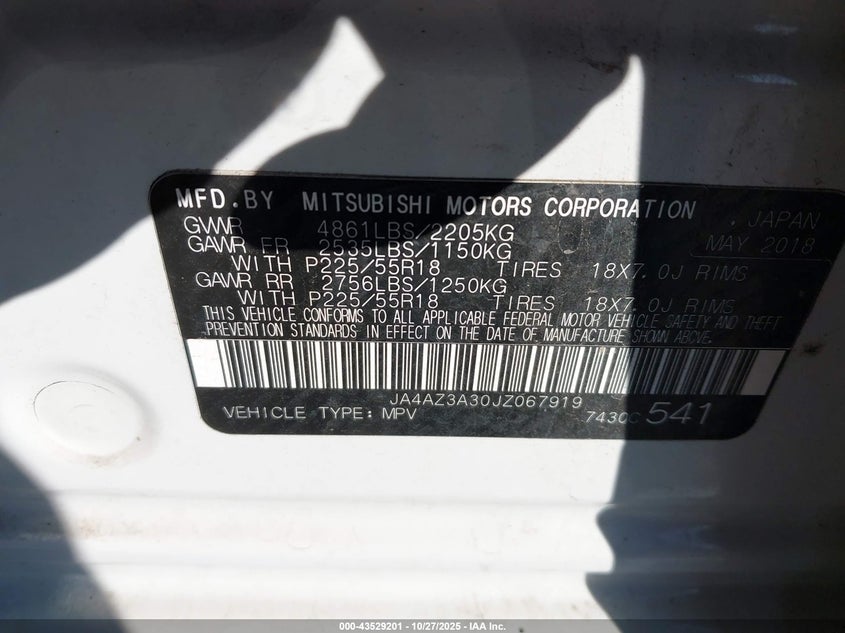 MFD.BY MITSUBISHI MOTORS CORPORATION , JAPAN
GVWR 4861LBS/2205KG MAY 2018
GAWR FR 2535LBS/1150KG
WITH P225/55R18 TIRES 18X7.0J RIMS
GAWR RR 2756LBS/1250KG
WITH P225/55R18 TIRES 18X7.0J RIMS
THIS VEHICLE CONFORMS TO ALL APPLICABLE FEDERAL MOTOR VEHICLE SAFETY AND THEFT
PREVENTION STANDARDS IN EFFECT ON THE DATE OF MANUFACTURE SHOWN ABOVE.
JA4AZ3A30JZ067919
VEHICLE TYPE: MPV 7430C 541
000-43529201 - 10/27/2025 - IAA Inc.